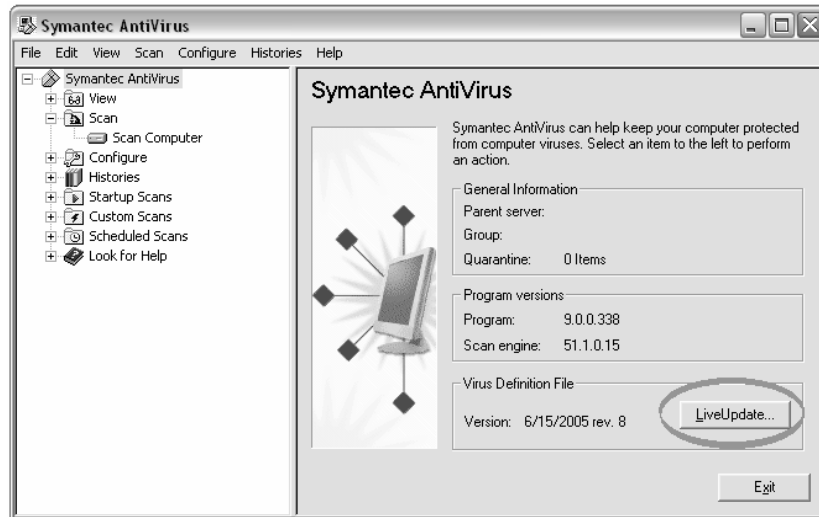 Symantec AntiVirus
File Edit View Scan Configure Histories Help
Symantec AntiVirus
View
Scan
Scan Computer
Configure
Histories
Startup Scans
Custom Scans
Scheduled Scans
Look for Help
Symantec AntiVirus
Symantec AntiVirus can help keep your computer protected
from computer viruses. Select an item to the left to perform
an action.
General Information
Parent server:
Group:
Quarantine: 0 Items
Program versions
Program: 9.0.0.338
Scan engine: 51.1.0.15
Virus Definition File
Version: 6/15/2005 rev. 8
LiveUpdate...
Exit